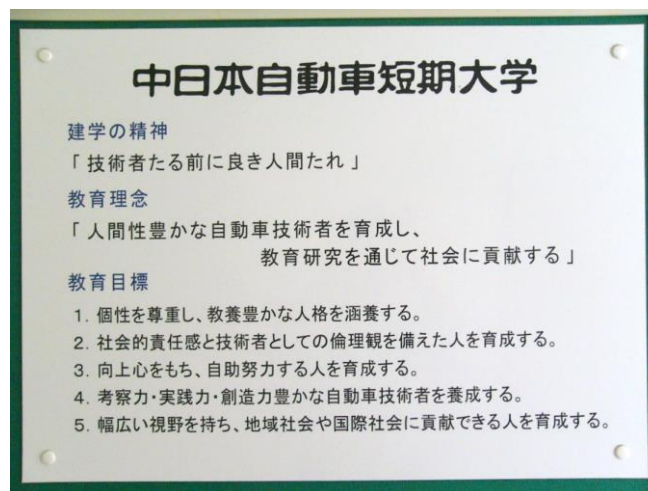 中日本自動車短期大学
建学の精神
「技術者たる前に良き人間たれ」
教育理念
「人間性豊かな自動車技術者を育成し、
教育研究を通じて社会に貢献する」
教育目標
1. 個性を尊重し、教養豊かな人格を涵養する。
2. 社会的責任感と技術者としての倫理観を備えた人を育成する。
3. 向上心をもち、自助努力する人を育成する。
4. 考察力・実践力・創造力豊かな自動車技術者を養成する。
5. 幅広い視野を持ち、地域社会や国際社会に貢献できる人を育成する。